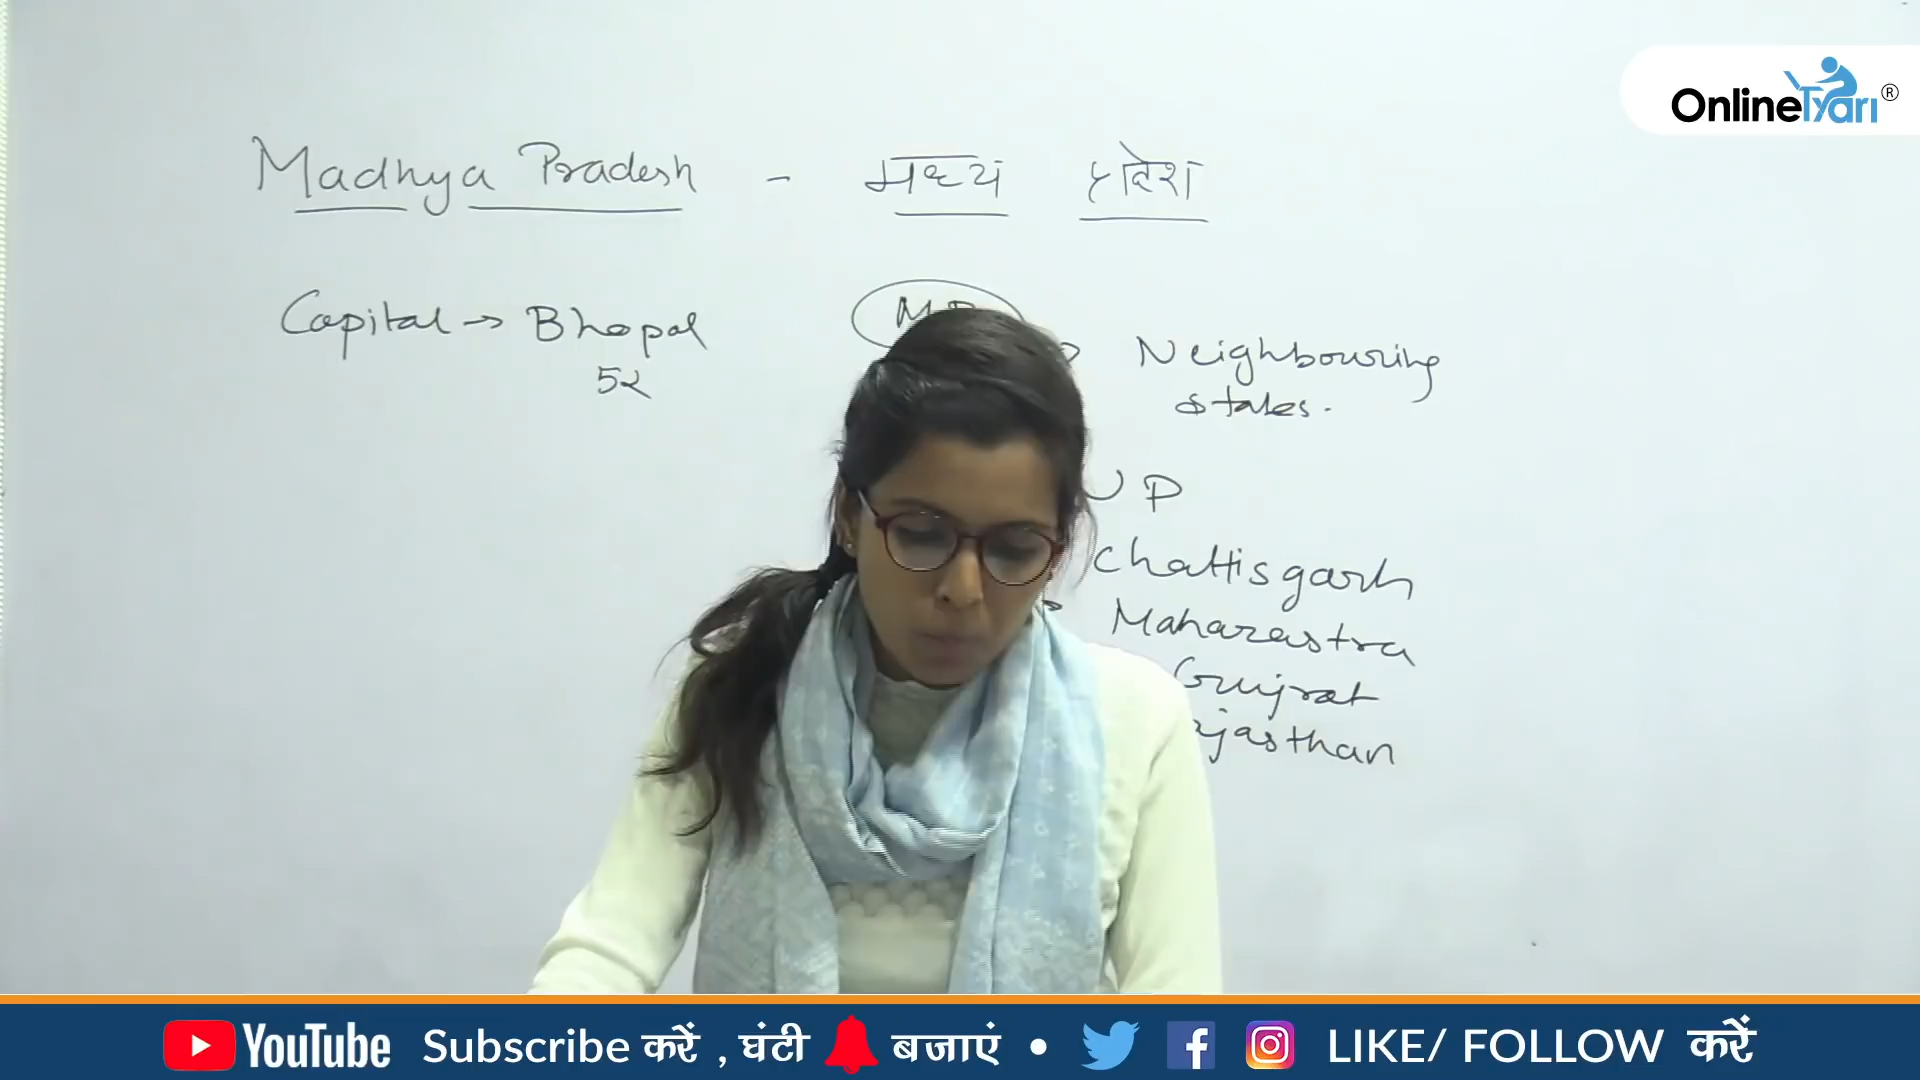 OnlineTyari®
Madhya Pradesh - मध्य प्रदेश
Capital → Bhopal
52
Neighbouring
states.
UP
Chattisgarh
Maharastra
Gujrat
YouTube Subscribe करें , घंटी बजाएं • LIKE/ FOLLOW करें